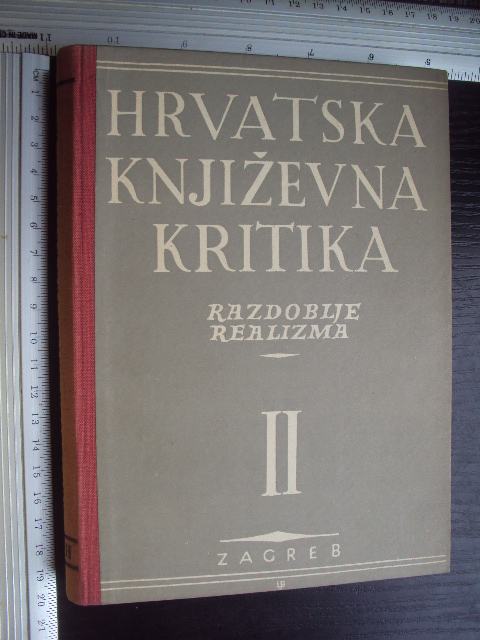 HRVATSKA
KNJIŽEVNA
KRITIKA
RAZDOBLJE
REALIZMA
II
ZAGREB